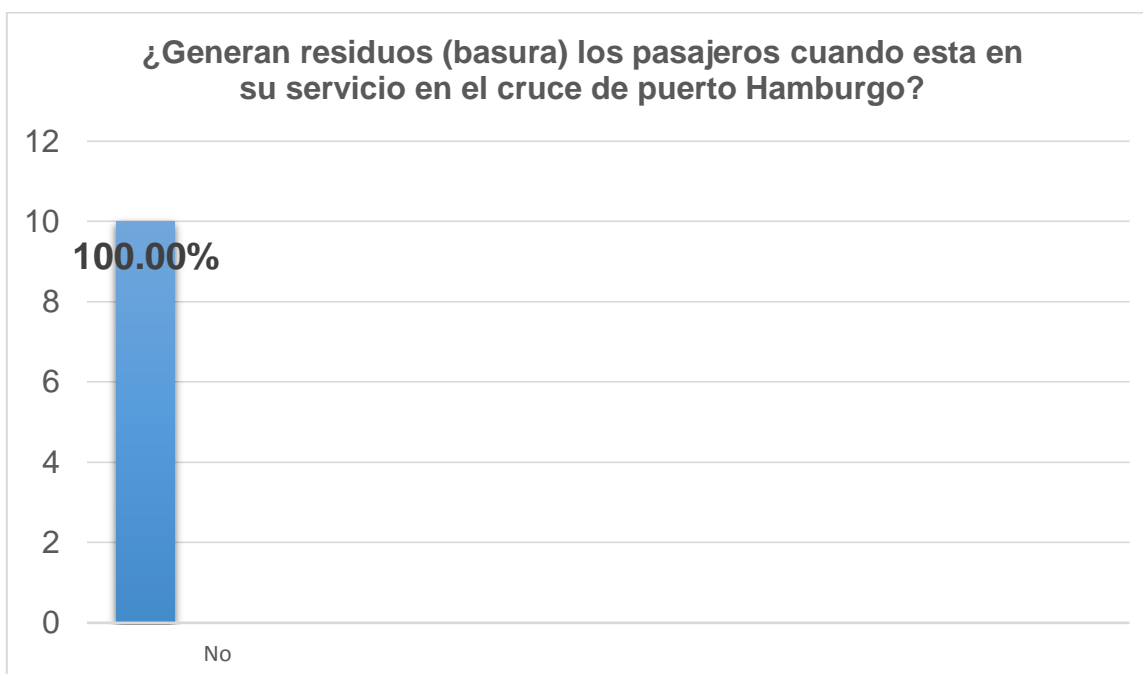 ¿Generan residuos (basura) los pasajeros cuando esta en
su servicio en el cruce de puerto Hamburgo?
12
10
100.00%
8
6
4
2
0
No